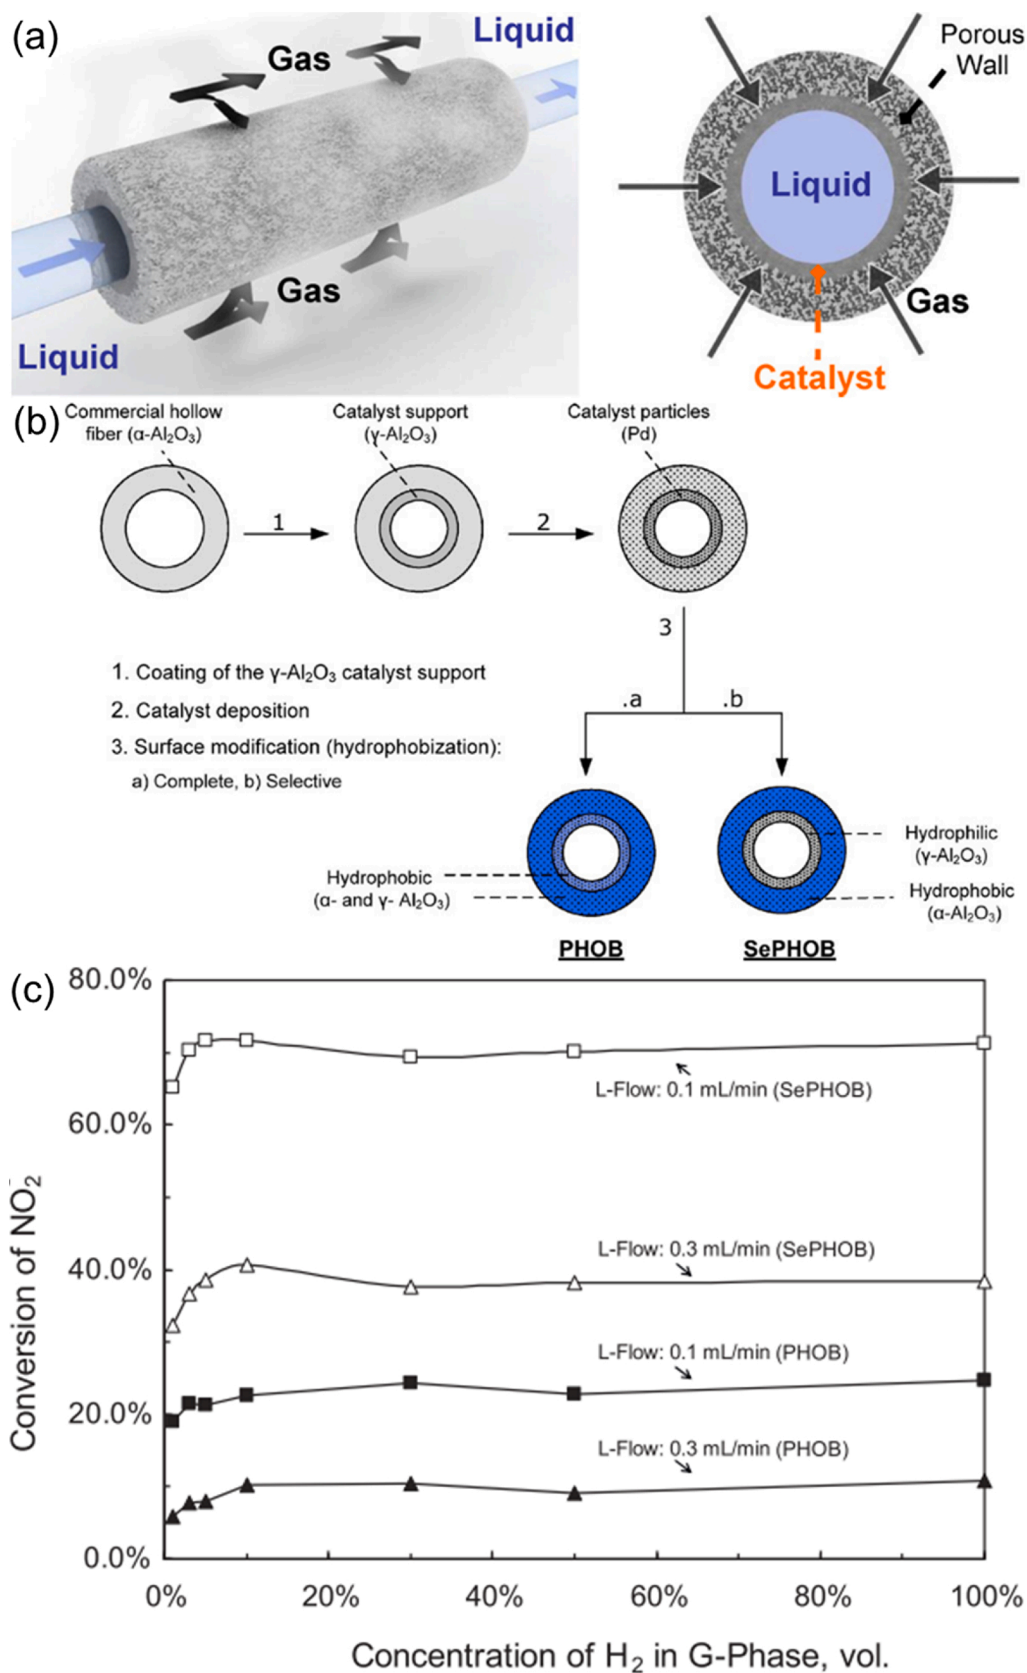 (a)
Liquid
Gas
Gas
Liquid
Porous
Wall
Liquid
Gas
Catalyst
(b)
Commercial hollow
fiber (α-Al₂O₃)
Catalyst support
(γ-Al₂O₃)
Catalyst particles
(Pd)
1
2
3
1. Coating of the γ-Al₂O₃ catalyst support
2. Catalyst deposition
3. Surface modification (hydrophobization):
a) Complete, b) Selective
.a
.b
Hydrophobic
(α- and γ- Al₂O₃)
Hydrophilic
(γ-Al₂O₃)
Hydrophobic
(α-Al₂O₃)
PHOB
SePHOB
(c)
80.0%
60.0%
40.0%
20.0%
0.0%
Conversion of NO₂⁻
L-Flow: 0.1 mL/min (SePHOB)
L-Flow: 0.3 mL/min (SePHOB)
L-Flow: 0.1 mL/min (PHOB)
L-Flow: 0.3 mL/min (PHOB)
0%
20%
40%
60%
80%
100%
Concentration of H₂ in G-Phase, vol.